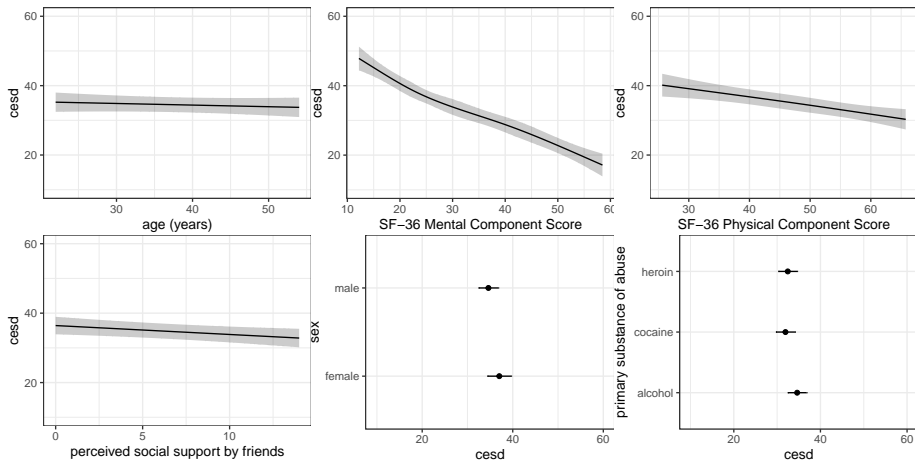 60
40
20
cesd
30
40
50
age (years)
60
40
20
cesd
10
20
30
40
50
60
SF−36 Mental Component Score
60
40
20
cesd
30
40
50
60
SF−36 Physical Component Score
60
40
20
cesd
0
5
10
perceived social support by friends
sex
male
female
20
40
60
cesd
primary substance of abuse
heroin
cocaine
alcohol
20
40
60
cesd